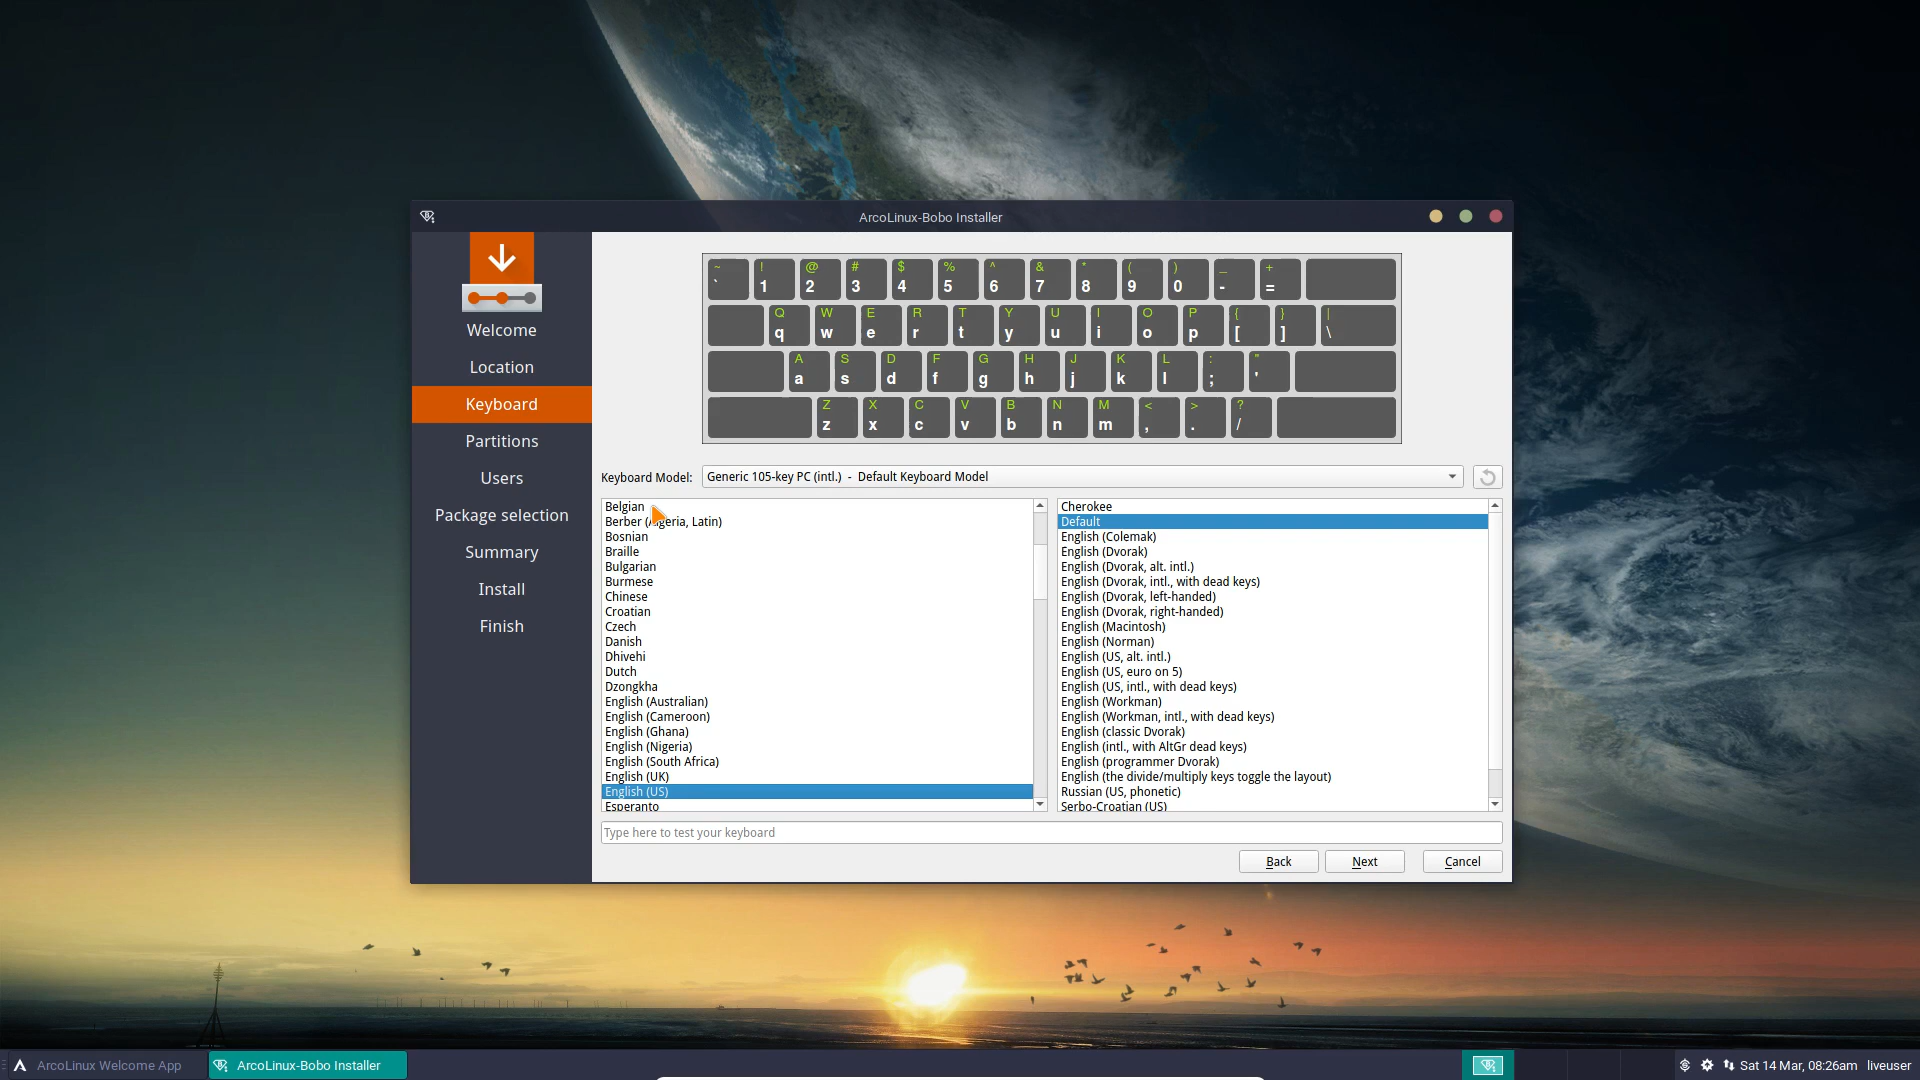 ArcoLinux-Bobo Installer
Welcome
Location
Keyboard
Partitions
Users
Package selection
Summary
Install
Finish
~ ! @ # $ % ^ & * ( ) _ +
` 1 2 3 4 5 6 7 8 9 0 - =
Q W E R T Y U I O P { } |
q w e r t y u i o p [ ] \
A S D F G H J K L : "
a s d f g h j k l ; '
Z X C V B N M < > ?
z x c v b n m , . /
Keyboard Model: Generic 105-key PC (intl.) - Default Keyboard Model
Belgian
Berber (Algeria, Latin)
Bosnian
Braille
Bulgarian
Burmese
Chinese
Croatian
Czech
Danish
Dhivehi
Dutch
Dzongkha
English (Australian)
English (Cameroon)
English (Ghana)
English (Nigeria)
English (South Africa)
English (UK)
English (US)
Esperanto
Cherokee
Default
English (Colemak)
English (Dvorak)
English (Dvorak, alt. intl.)
English (Dvorak, intl., with dead keys)
English (Dvorak, left-handed)
English (Dvorak, right-handed)
English (Macintosh)
English (Norman)
English (US, alt. intl.)
English (US, euro on 5)
English (US, intl., with dead keys)
English (Workman)
English (Workman, intl., with dead keys)
English (classic Dvorak)
English (intl., with AltGr dead keys)
English (programmer Dvorak)
English (the divide/multiply keys toggle the layout)
Russian (US, phonetic)
Serbo-Croatian (US)
Type here to test your keyboard
Back Next Cancel
ArcoLinux Welcome App ArcoLinux-Bobo Installer Sat 14 Mar, 08:26am liveuser